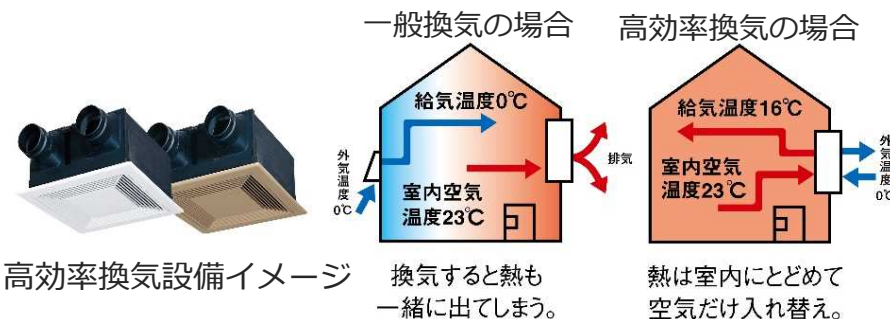 一般換気の場合
高効率換気の場合
給気温度0℃
外気温度0℃
排気
室内空気
温度23℃
給気温度16℃
外気温度0℃
室内空気
温度23℃
高効率換気設備イメージ
換気すると熱も
一緒に出てしまう。
熱は室内にとどめて
空気だけ入れ替え。